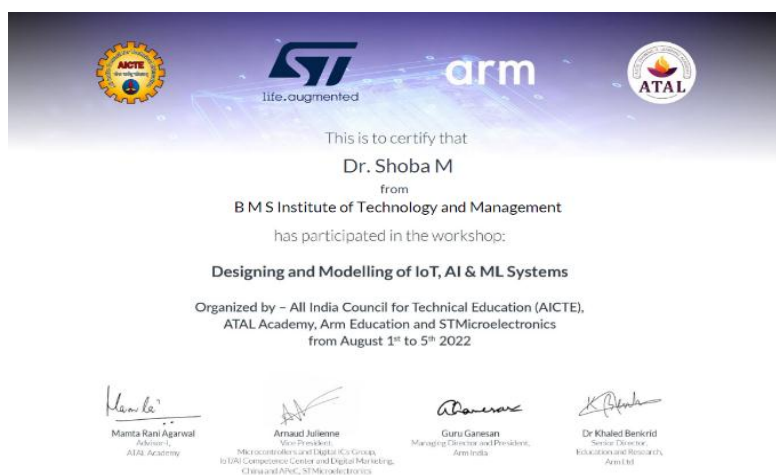 AICTE
ST
life.augmented
arm
ATAL
This is to certify that
Dr. Shoba M
from
B M S Institute of Technology and Management
has participated in the workshop:
Designing and Modelling of IoT, AI & ML Systems
Organized by – All India Council for Technical Education (AICTE),
ATAL Academy, Arm Education and STMicroelectronics
from August 1st to 5th 2022
Mamta Rani Agarwal
Advisor-I,
ATAL Academy
Arnaud Julienne
Vice President,
Microcontrollers and Digital ICs Group,
IoT/AI Competence Center and Digital Marketing,
China and APeC, STMicroelectronics
Guru Ganesan
Managing Director and President,
Arm India
Dr Khaled Benkrid
Senior Director,
Education and Research,
Arm Ltd